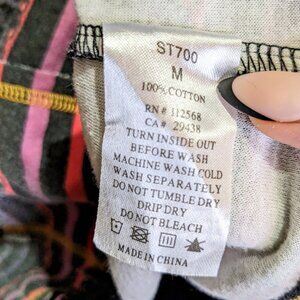 ST700
M
100% COTTON
RN# 112568
CA# 29438
TURN INSIDE OUT
BEFORE WASH
MACHINE WASH COLD
WASH SEPARATELY
DO NOT TUMBLE DRY
DRIP DRY
DO NOT BLEACH
MADE IN CHINA